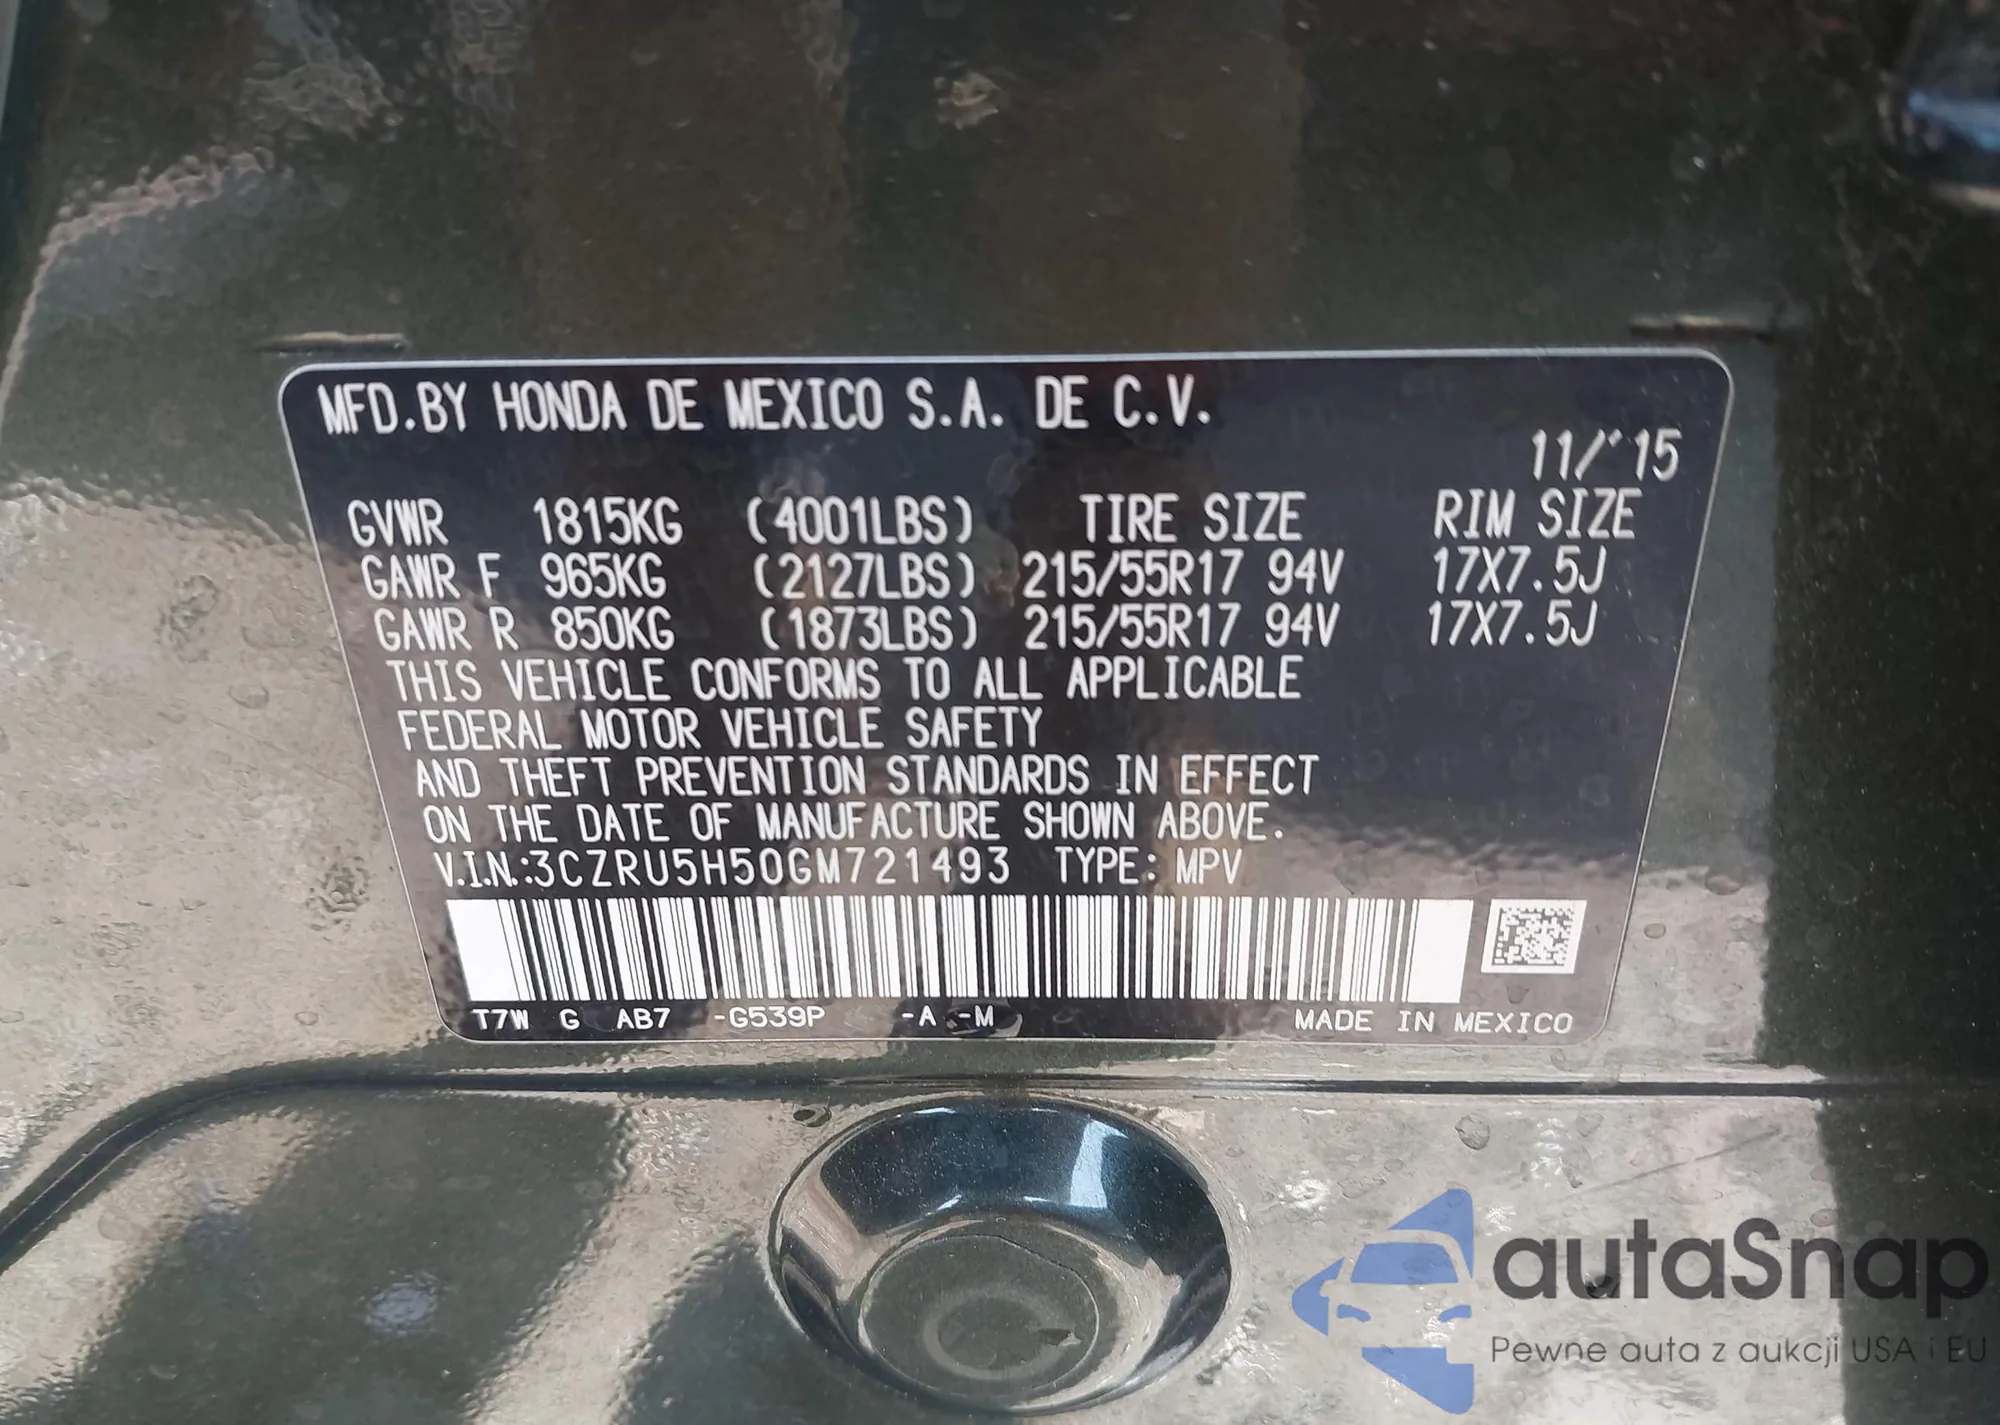 MFD.BY HONDA DE MEXICO S.A. DE C.V.
11/'15
GVWR 1815KG (4001LBS) TIRE SIZE RIM SIZE
GAWR F 965KG (2127LBS) 215/55R17 94V 17X7.5J
GAWR R 850KG (1873LBS) 215/55R17 94V 17X7.5J
THIS VEHICLE CONFORMS TO ALL APPLICABLE
FEDERAL MOTOR VEHICLE SAFETY
AND THEFT PREVENTION STANDARDS IN EFFECT
ON THE DATE OF MANUFACTURE SHOWN ABOVE.
V.I.N.:3CZRU5H50GM721493 TYPE: MPV
T7W G AB7 -G539P -A -M MADE IN MEXICO
autaSnap
Pewne auta z aukcji USA i EU